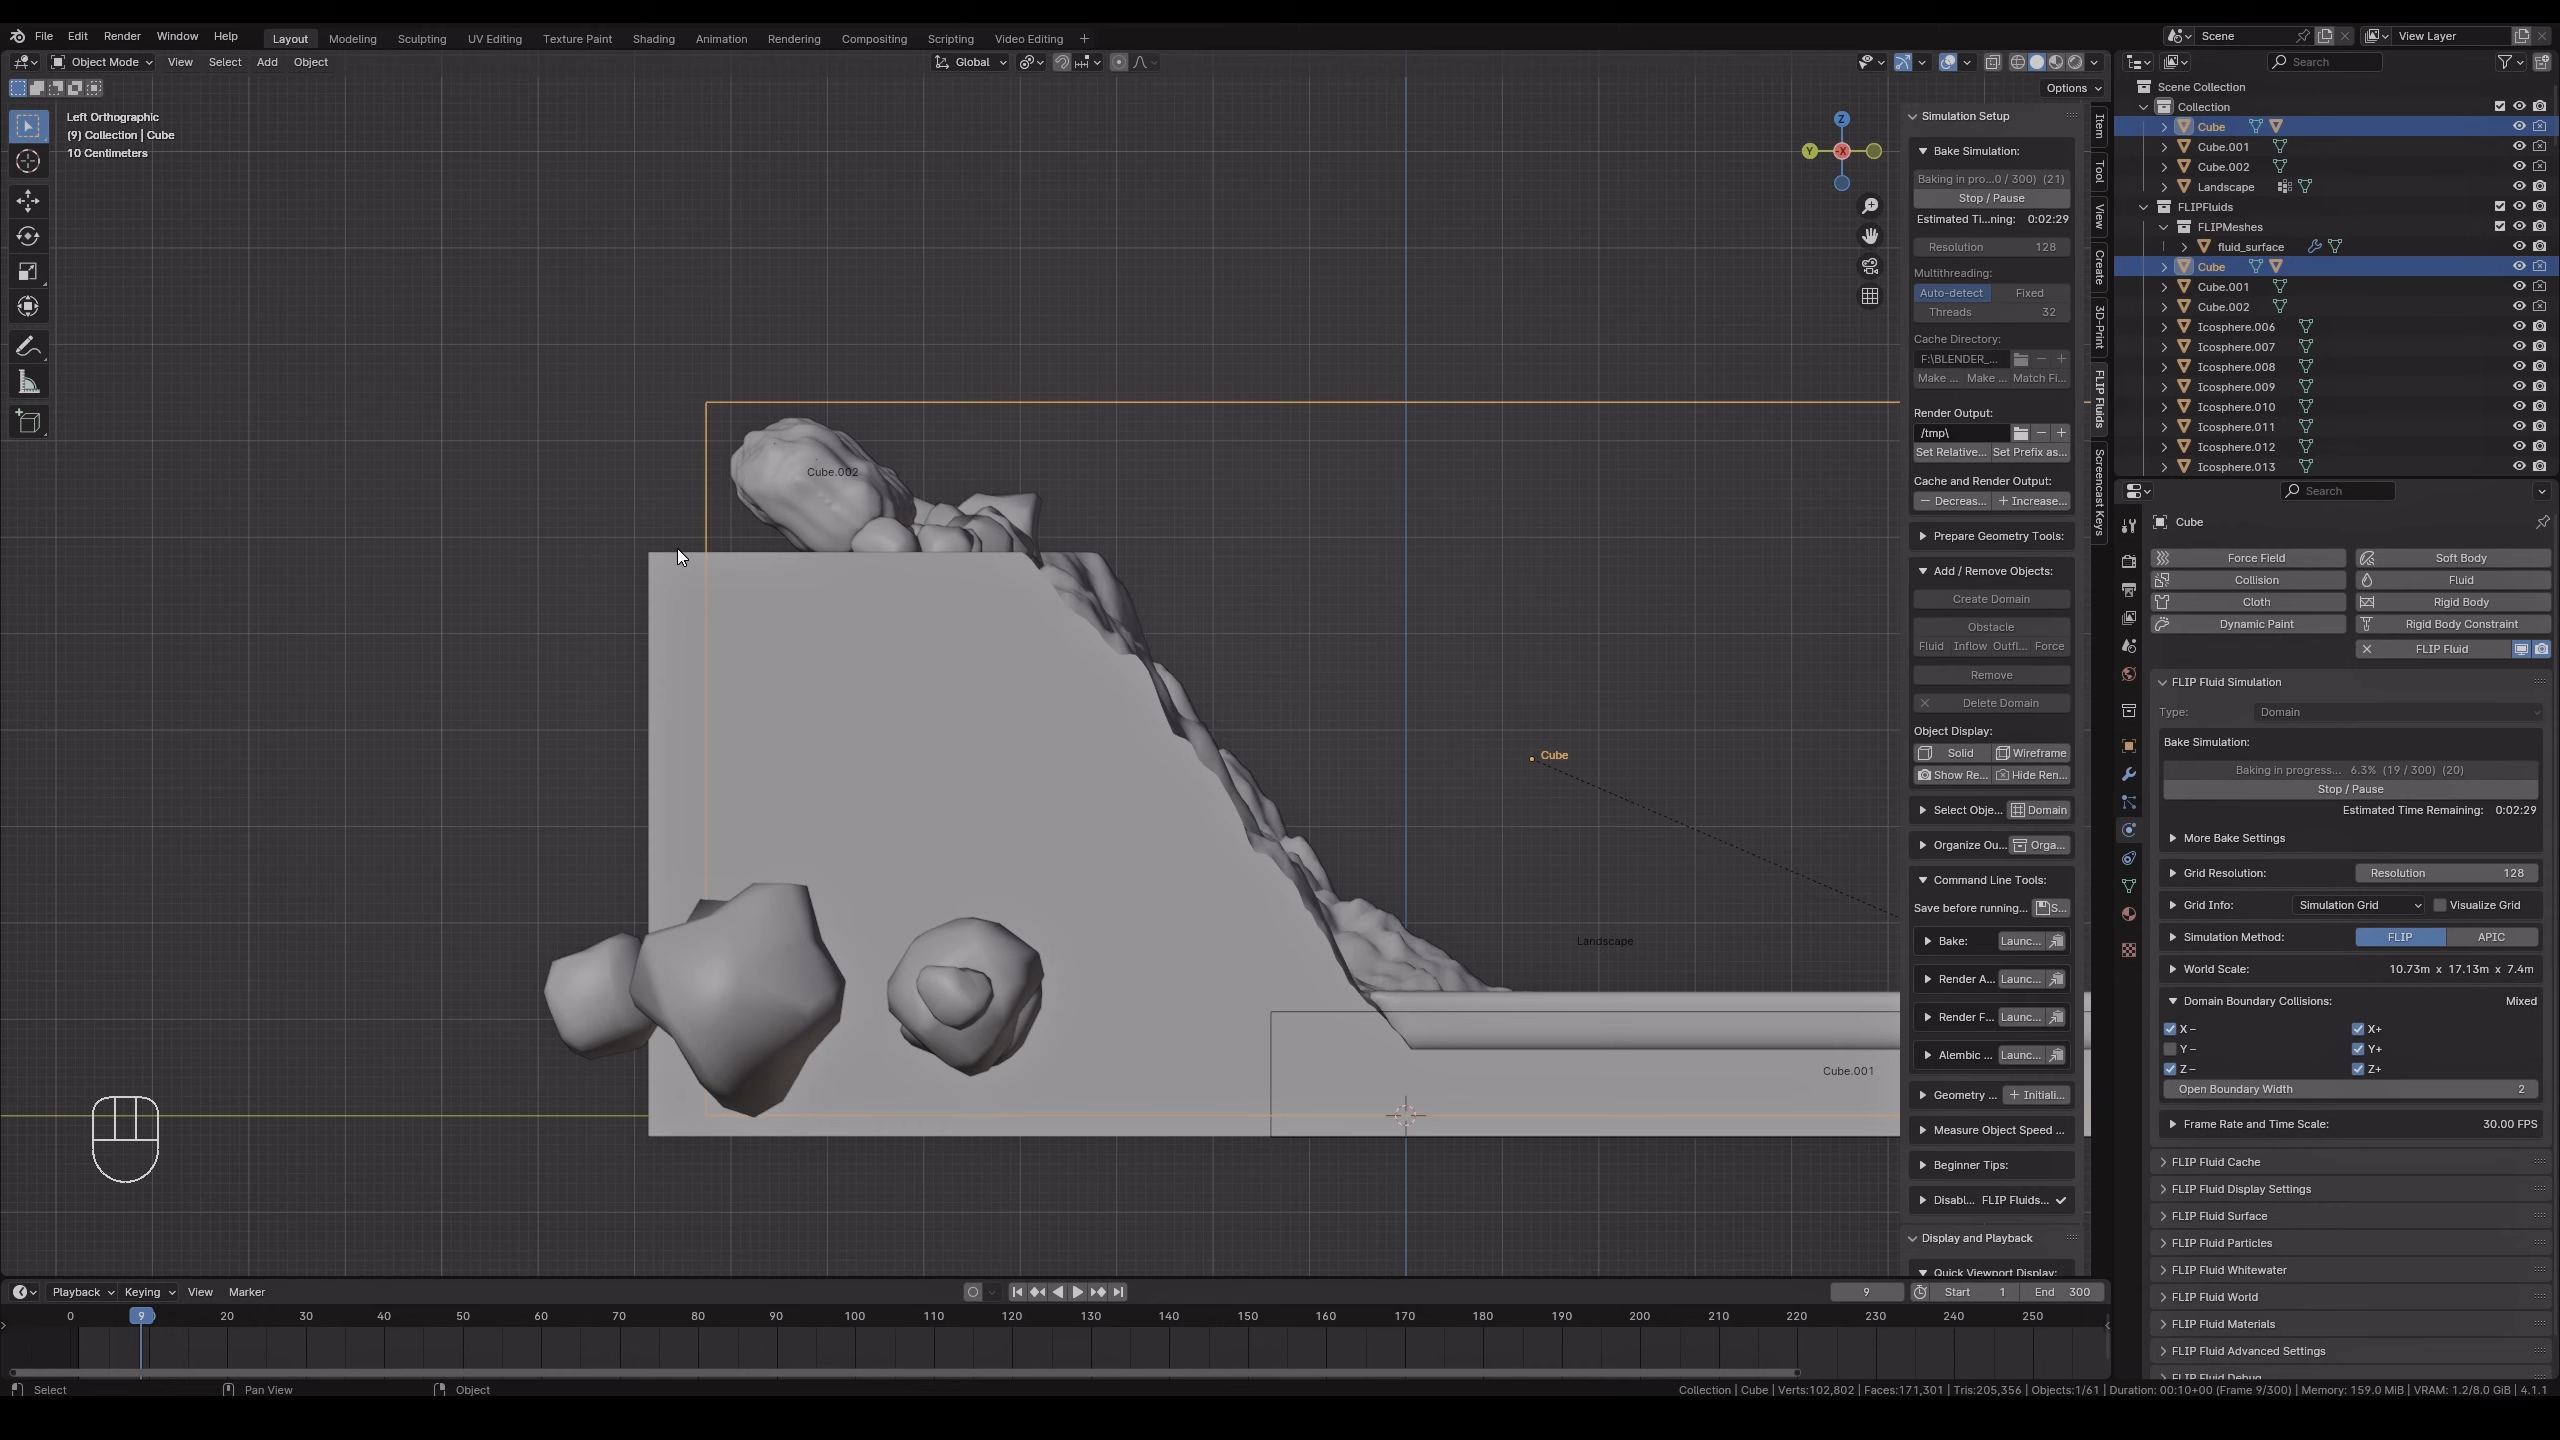 File Edit Render Window Help Layout Modeling Sculpting UV Editing Texture Paint Shading Animation Rendering Compositing Scripting Video Editing + Scene View Layer
Object Mode View Select Add Object Global Search
Options
Left Orthographic
(9) Collection | Cube
10 Centimeters
Z
Y
-X
Cube.002
Cube
Landscape
Cube.001
Simulation Setup
Bake Simulation:
Baking in pro...0 / 300) (21)
Stop / Pause
Estimated Ti...ning: 0:02:29
Resolution 128
Multithreading:
Auto-detect Fixed
Threads 32
Cache Directory:
F:\BLENDER_...
Make ... Make ... Match Fi...
Render Output:
/tmp\
Set Relative... Set Prefix as...
Cache and Render Output:
Decreas... Increase...
Prepare Geometry Tools:
Add / Remove Objects:
Create Domain
Obstacle
Fluid Inflow Outfl... Force
Remove
Delete Domain
Object Display:
Solid Wireframe
Show Re... Hide Ren...
Select Obje... Domain
Organize Ou... Orga...
Command Line Tools:
Save before running... S...
Bake: Launc...
Render A... Launc...
Render F... Launc...
Alembic ... Launc...
Geometry ... + Initiali...
Measure Object Speed ...
Beginner Tips:
Disabl... FLIP Fluids...
Display and Playback
Quick Viewport Display:
Item
Tool
View
Create
3D-Print
FLIP Fluids
Screencast Keys
Scene Collection
Collection
Cube
Cube.001
Cube.002
Landscape
FLIPFluids
FLIPMeshes
fluid_surface
Cube
Cube.001
Cube.002
Icosphere.006
Icosphere.007
Icosphere.008
Icosphere.009
Icosphere.010
Icosphere.011
Icosphere.012
Icosphere.013
Search
Cube
Force Field Soft Body
Collision Fluid
Cloth Rigid Body
Dynamic Paint Rigid Body Constraint
FLIP Fluid
FLIP Fluid Simulation
Type: Domain
Bake Simulation:
Baking in progress... 6.3% (19 / 300) (20)
Stop / Pause
Estimated Time Remaining: 0:02:29
More Bake Settings
Grid Resolution: Resolution 128
Grid Info: Simulation Grid Visualize Grid
Simulation Method: FLIP APIC
World Scale: 10.73m x 17.13m x 7.4m
Domain Boundary Collisions: Mixed
X – X+
Y – Y+
Z – Z+
Open Boundary Width 2
Frame Rate and Time Scale: 30.00 FPS
FLIP Fluid Cache
FLIP Fluid Display Settings
FLIP Fluid Surface
FLIP Fluid Particles
FLIP Fluid Whitewater
FLIP Fluid World
FLIP Fluid Materials
FLIP Fluid Advanced Settings
FLIP Fluid Debug
Playback Keying View Marker 9 Start 1 End 300
0 9 20 30 40 50 60 70 80 90 100 110 120 130 140 150 160 170 180 190 200 210 220 230 240 250
Select Pan View Object Collection | Cube | Verts:102,802 | Faces:171,301 | Tris:205,356 | Objects:1/61 | Duration: 00:10+00 (Frame 9/300) | Memory: 159.0 MiB | VRAM: 1.2/8.0 GiB | 4.1.1